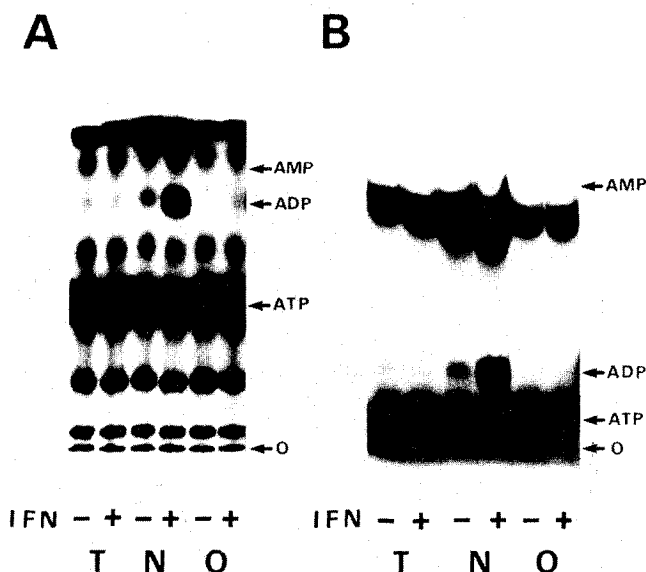 A
B
AMP
ADP
ATP
O
AMP
ADP
ATP
O
IFN - + - + - +
T N O
IFN - + - + - +
T N O